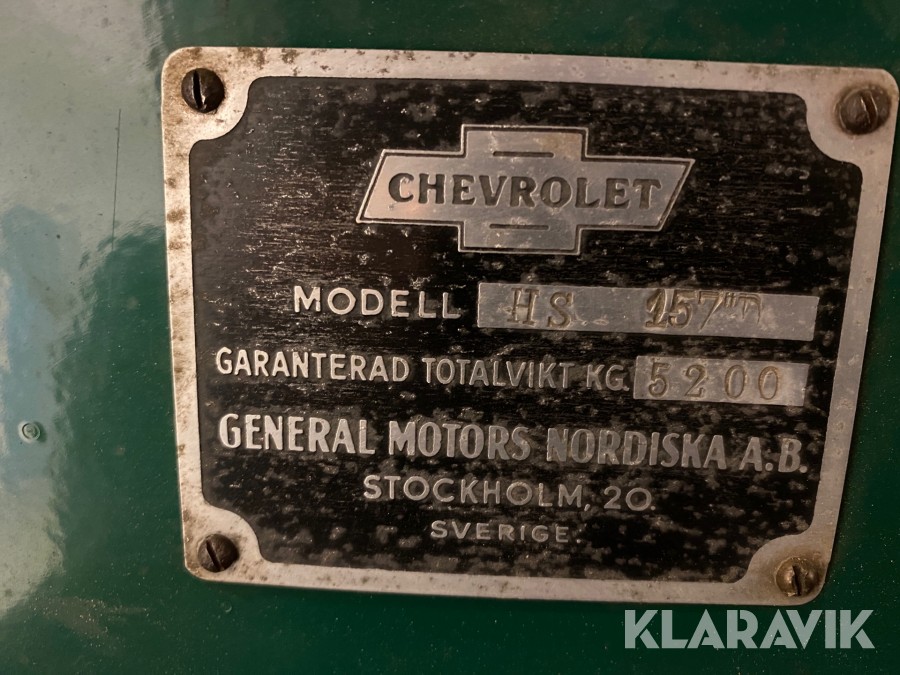 CHEVROLET
MODELL HS 157"
GARANTERAD TOTALVIKT KG. 5200
GENERAL MOTORS NORDISKA A.B.
STOCKHOLM, 20.
SVERIGE.
KLARAVIK